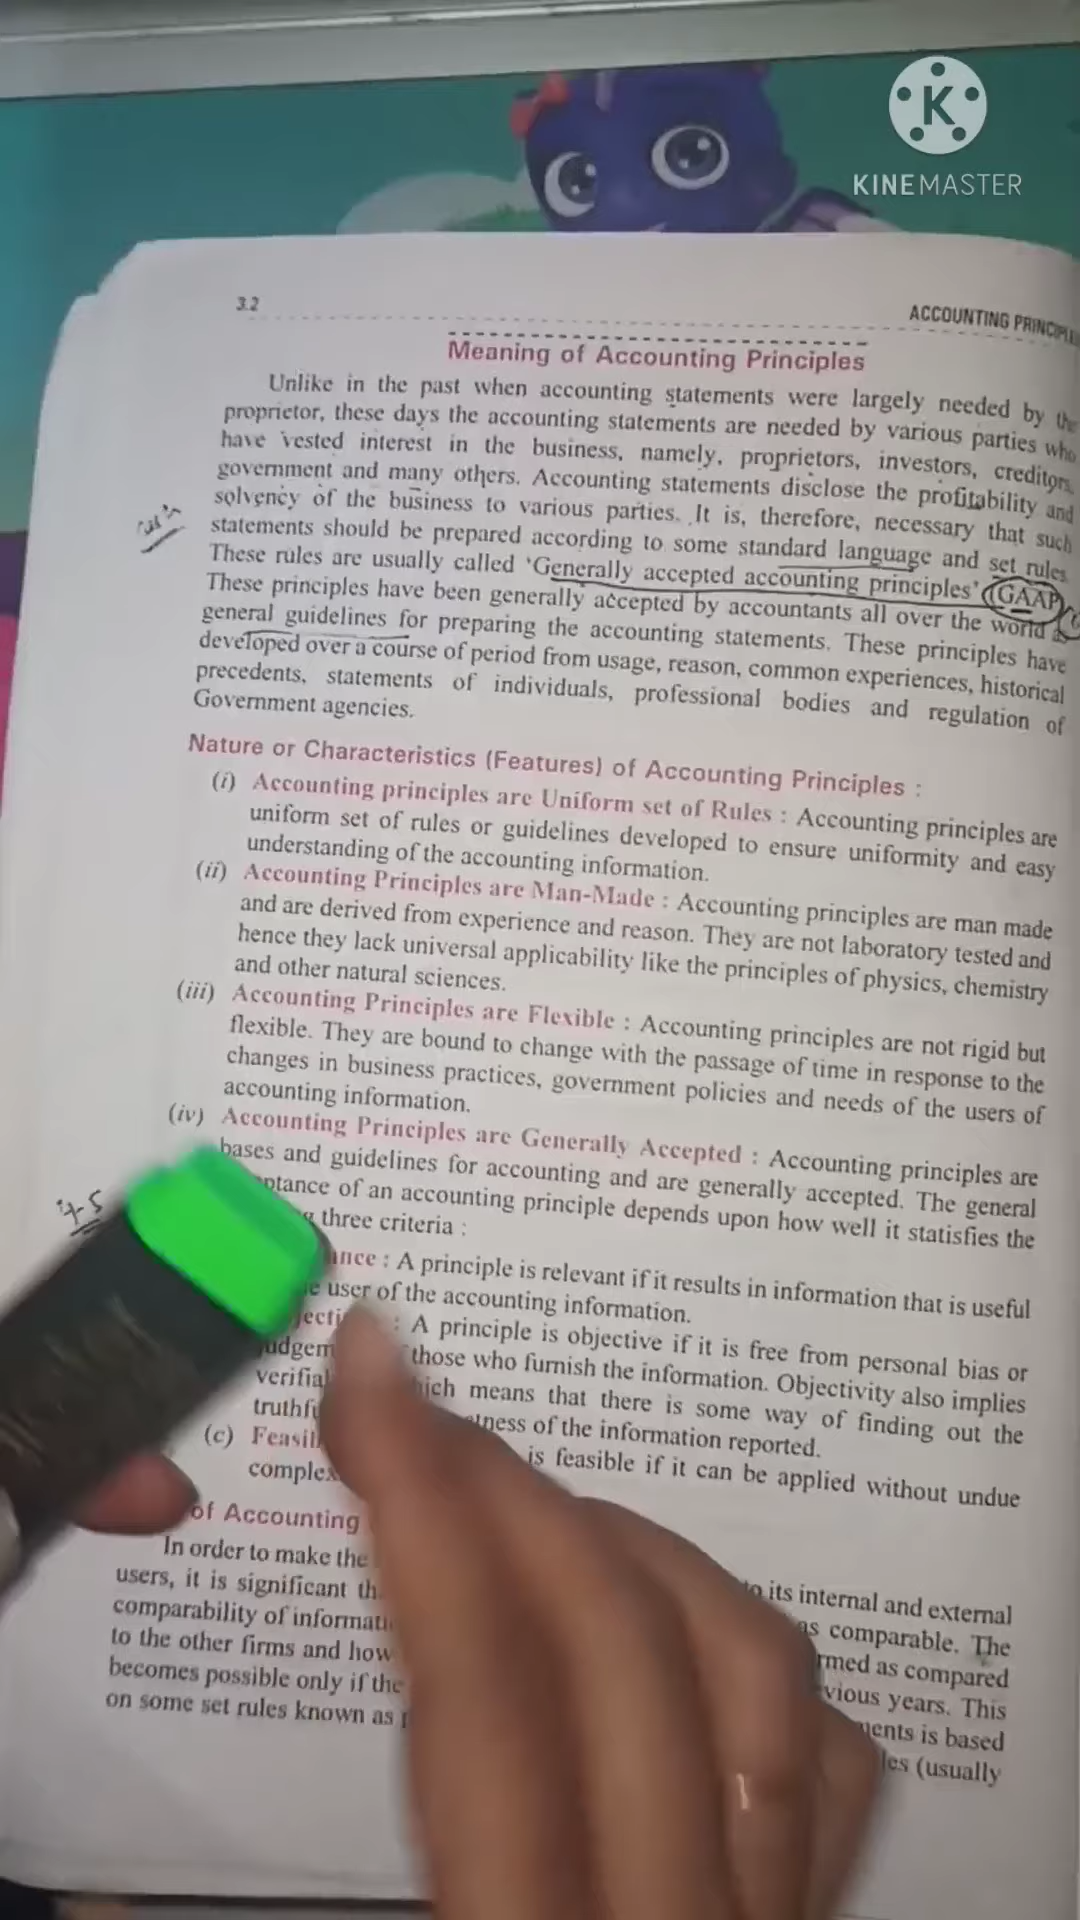 KINEMASTER
3.2
ACCOUNTING PRINCIPLES
Meaning of Accounting Principles
Unlike in the past when accounting statements were largely needed by the
proprietor, these days the accounting statements are needed by various parties who
have vested interest in the business, namely, proprietors, investors, creditors,
government and many others. Accounting statements disclose the profitability and
solvency of the business to various parties. It is, therefore, necessary that such
statements should be prepared according to some standard language and set rules.
These rules are usually called 'Generally accepted accounting principles' (GAAP)
These principles have been generally accepted by accountants all over the world as
general guidelines for preparing the accounting statements. These principles have
developed over a course of period from usage, reason, common experiences, historical
precedents, statements of individuals, professional bodies and regulation of
Government agencies.
Nature or Characteristics (Features) of Accounting Principles :
(i) Accounting principles are Uniform set of Rules : Accounting principles are
uniform set of rules or guidelines developed to ensure uniformity and easy
understanding of the accounting information.
(ii) Accounting Principles are Man-Made : Accounting principles are man made
and are derived from experience and reason. They are not laboratory tested and
hence they lack universal applicability like the principles of physics, chemistry
and other natural sciences.
(iii) Accounting Principles are Flexible : Accounting principles are not rigid but
flexible. They are bound to change with the passage of time in response to the
changes in business practices, government policies and needs of the users of
accounting information.
(iv) Accounting Principles are Generally Accepted : Accounting principles are
bases and guidelines for accounting and are generally accepted. The general
ptance of an accounting principle depends upon how well it statisfies the
three criteria :
ance : A principle is relevant if it results in information that is useful
user of the accounting information.
: A principle is objective if it is free from personal bias or
those who furnish the information. Objectivity also implies
which means that there is some way of finding out the
of the information reported.
(c) is feasible if it can be applied without undue
of Accounting
In order to make the its internal and external
users, it is significant as comparable. The
comparability of rmed as compared
to the other firms and how vious years. This
becomes possible only if the ments is based
on some set rules known as (usually